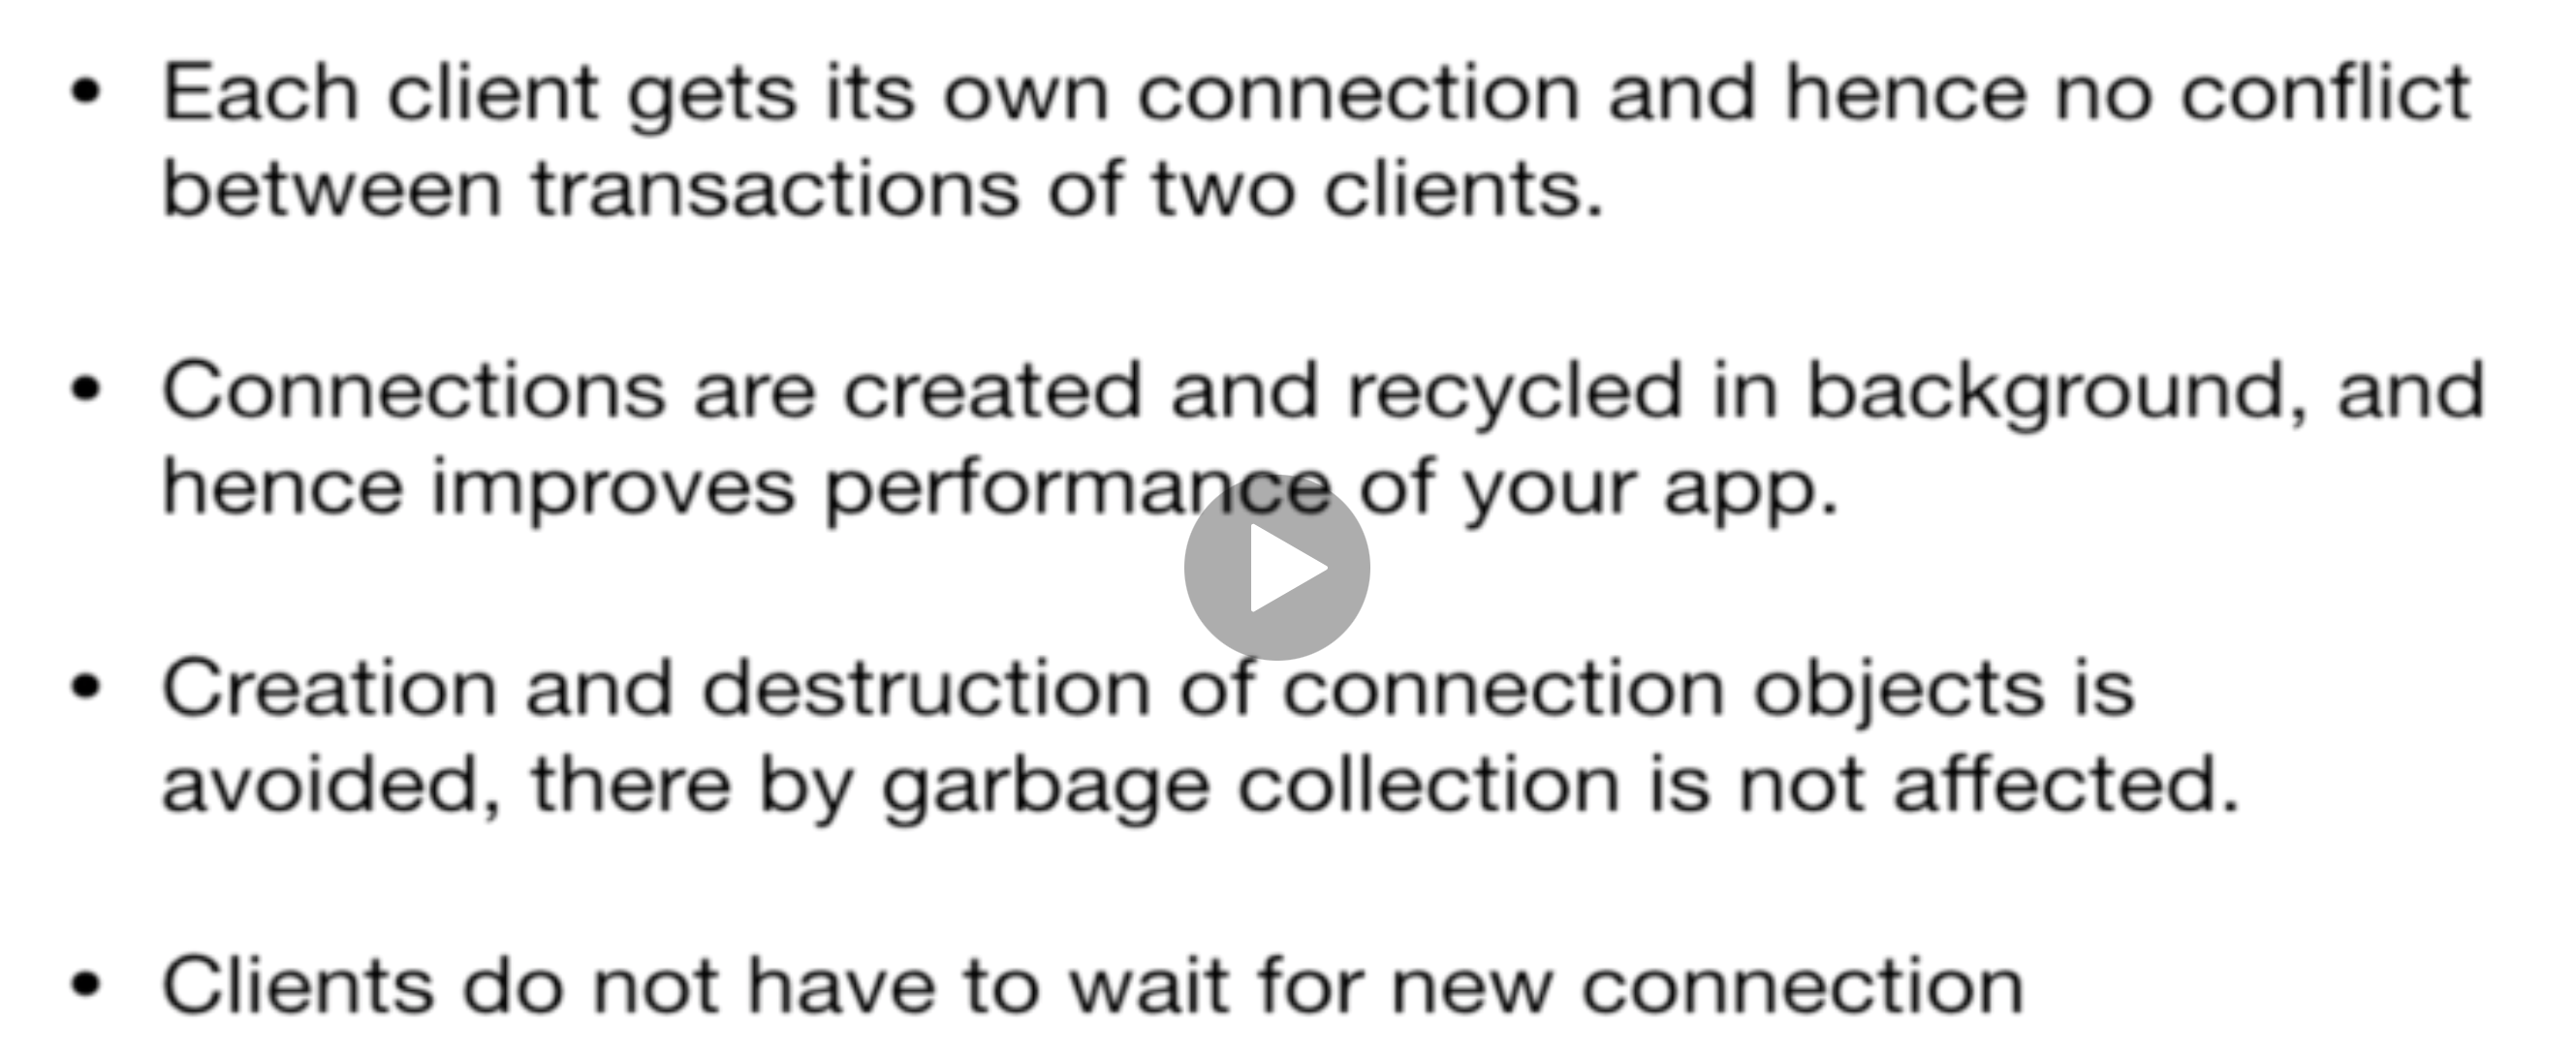 • Each client gets its own connection and hence no conflict
between transactions of two clients.
• Connections are created and recycled in background, and
hence improves performance of your app.
• Creation and destruction of connection objects is
avoided, there by garbage collection is not affected.
• Clients do not have to wait for new connection